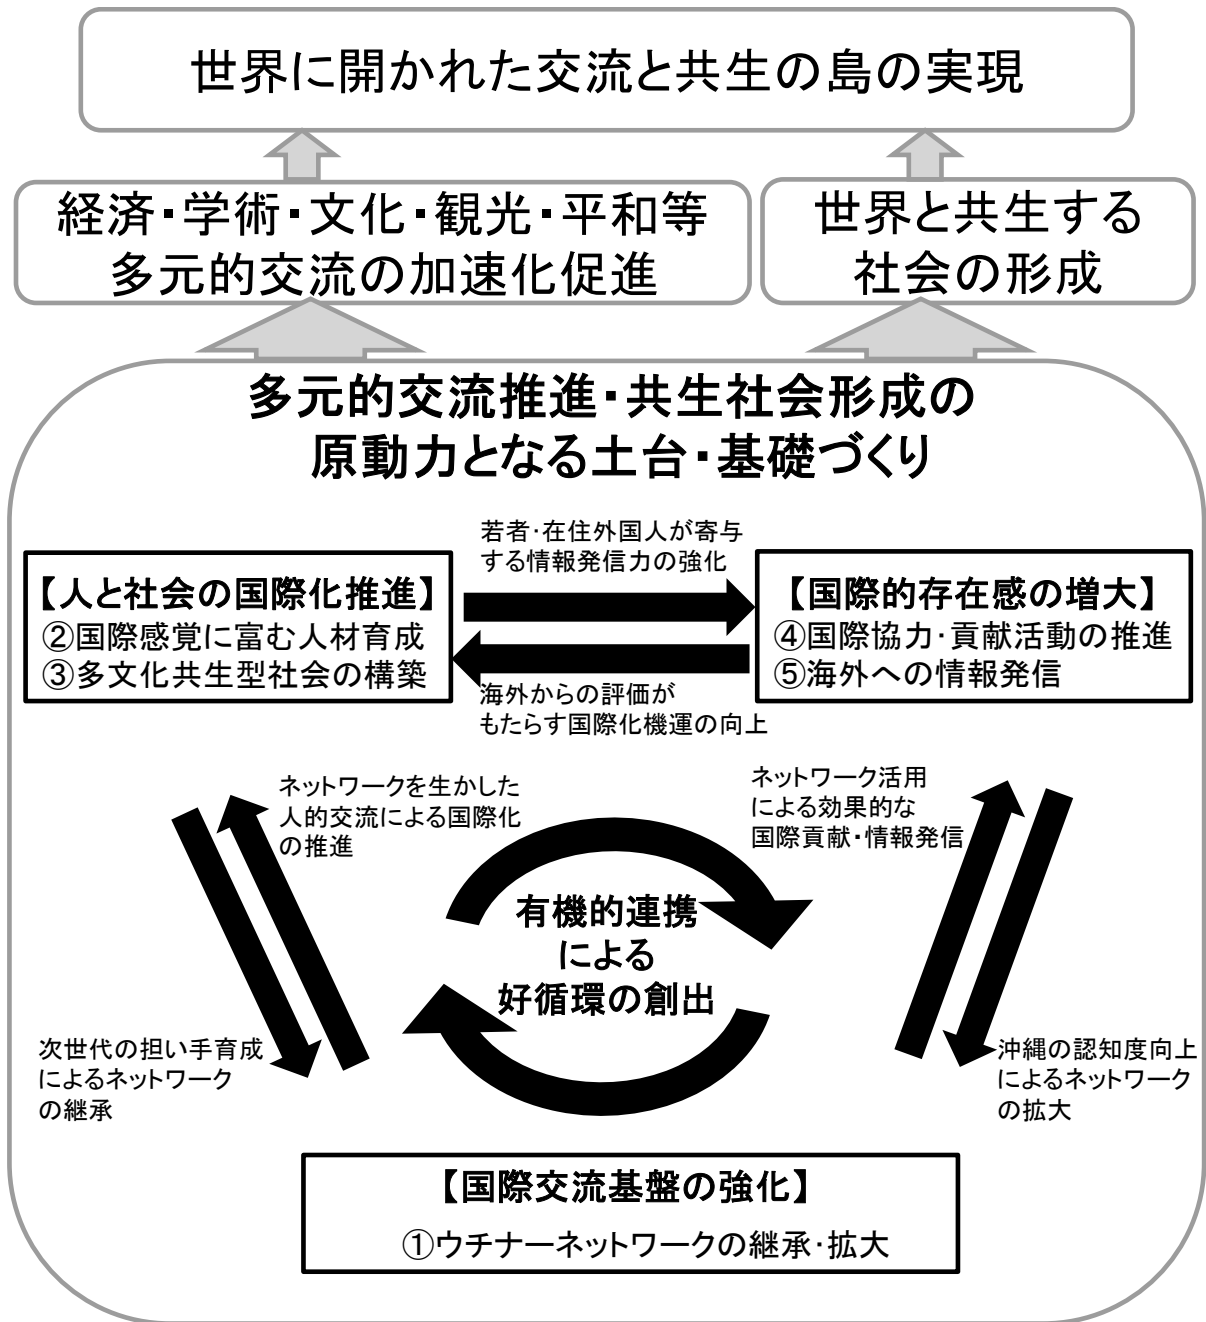 世界に開かれた交流と共生の島の実現
経済・学術・文化・観光・平和等
多元的交流の加速化促進
世界と共生する
社会の形成
多元的交流推進・共生社会形成の
原動力となる土台・基礎づくり
若者・在住外国人が寄与
する情報発信力の強化
【人と社会の国際化推進】
②国際感覚に富む人材育成
③多文化共生型社会の構築
【国際的存在感の増大】
④国際協力・貢献活動の推進
⑤海外への情報発信
海外からの評価が
もたらす国際化機運の向上
ネットワークを生かした
人的交流による国際化
の推進
ネットワーク活用
による効果的な
国際貢献・情報発信
有機的連携
による
好循環の創出
次世代の担い手育成
によるネットワーク
の継承
沖縄の認知度向上
によるネットワーク
の拡大
【国際交流基盤の強化】
①ウチナーネットワークの継承・拡大